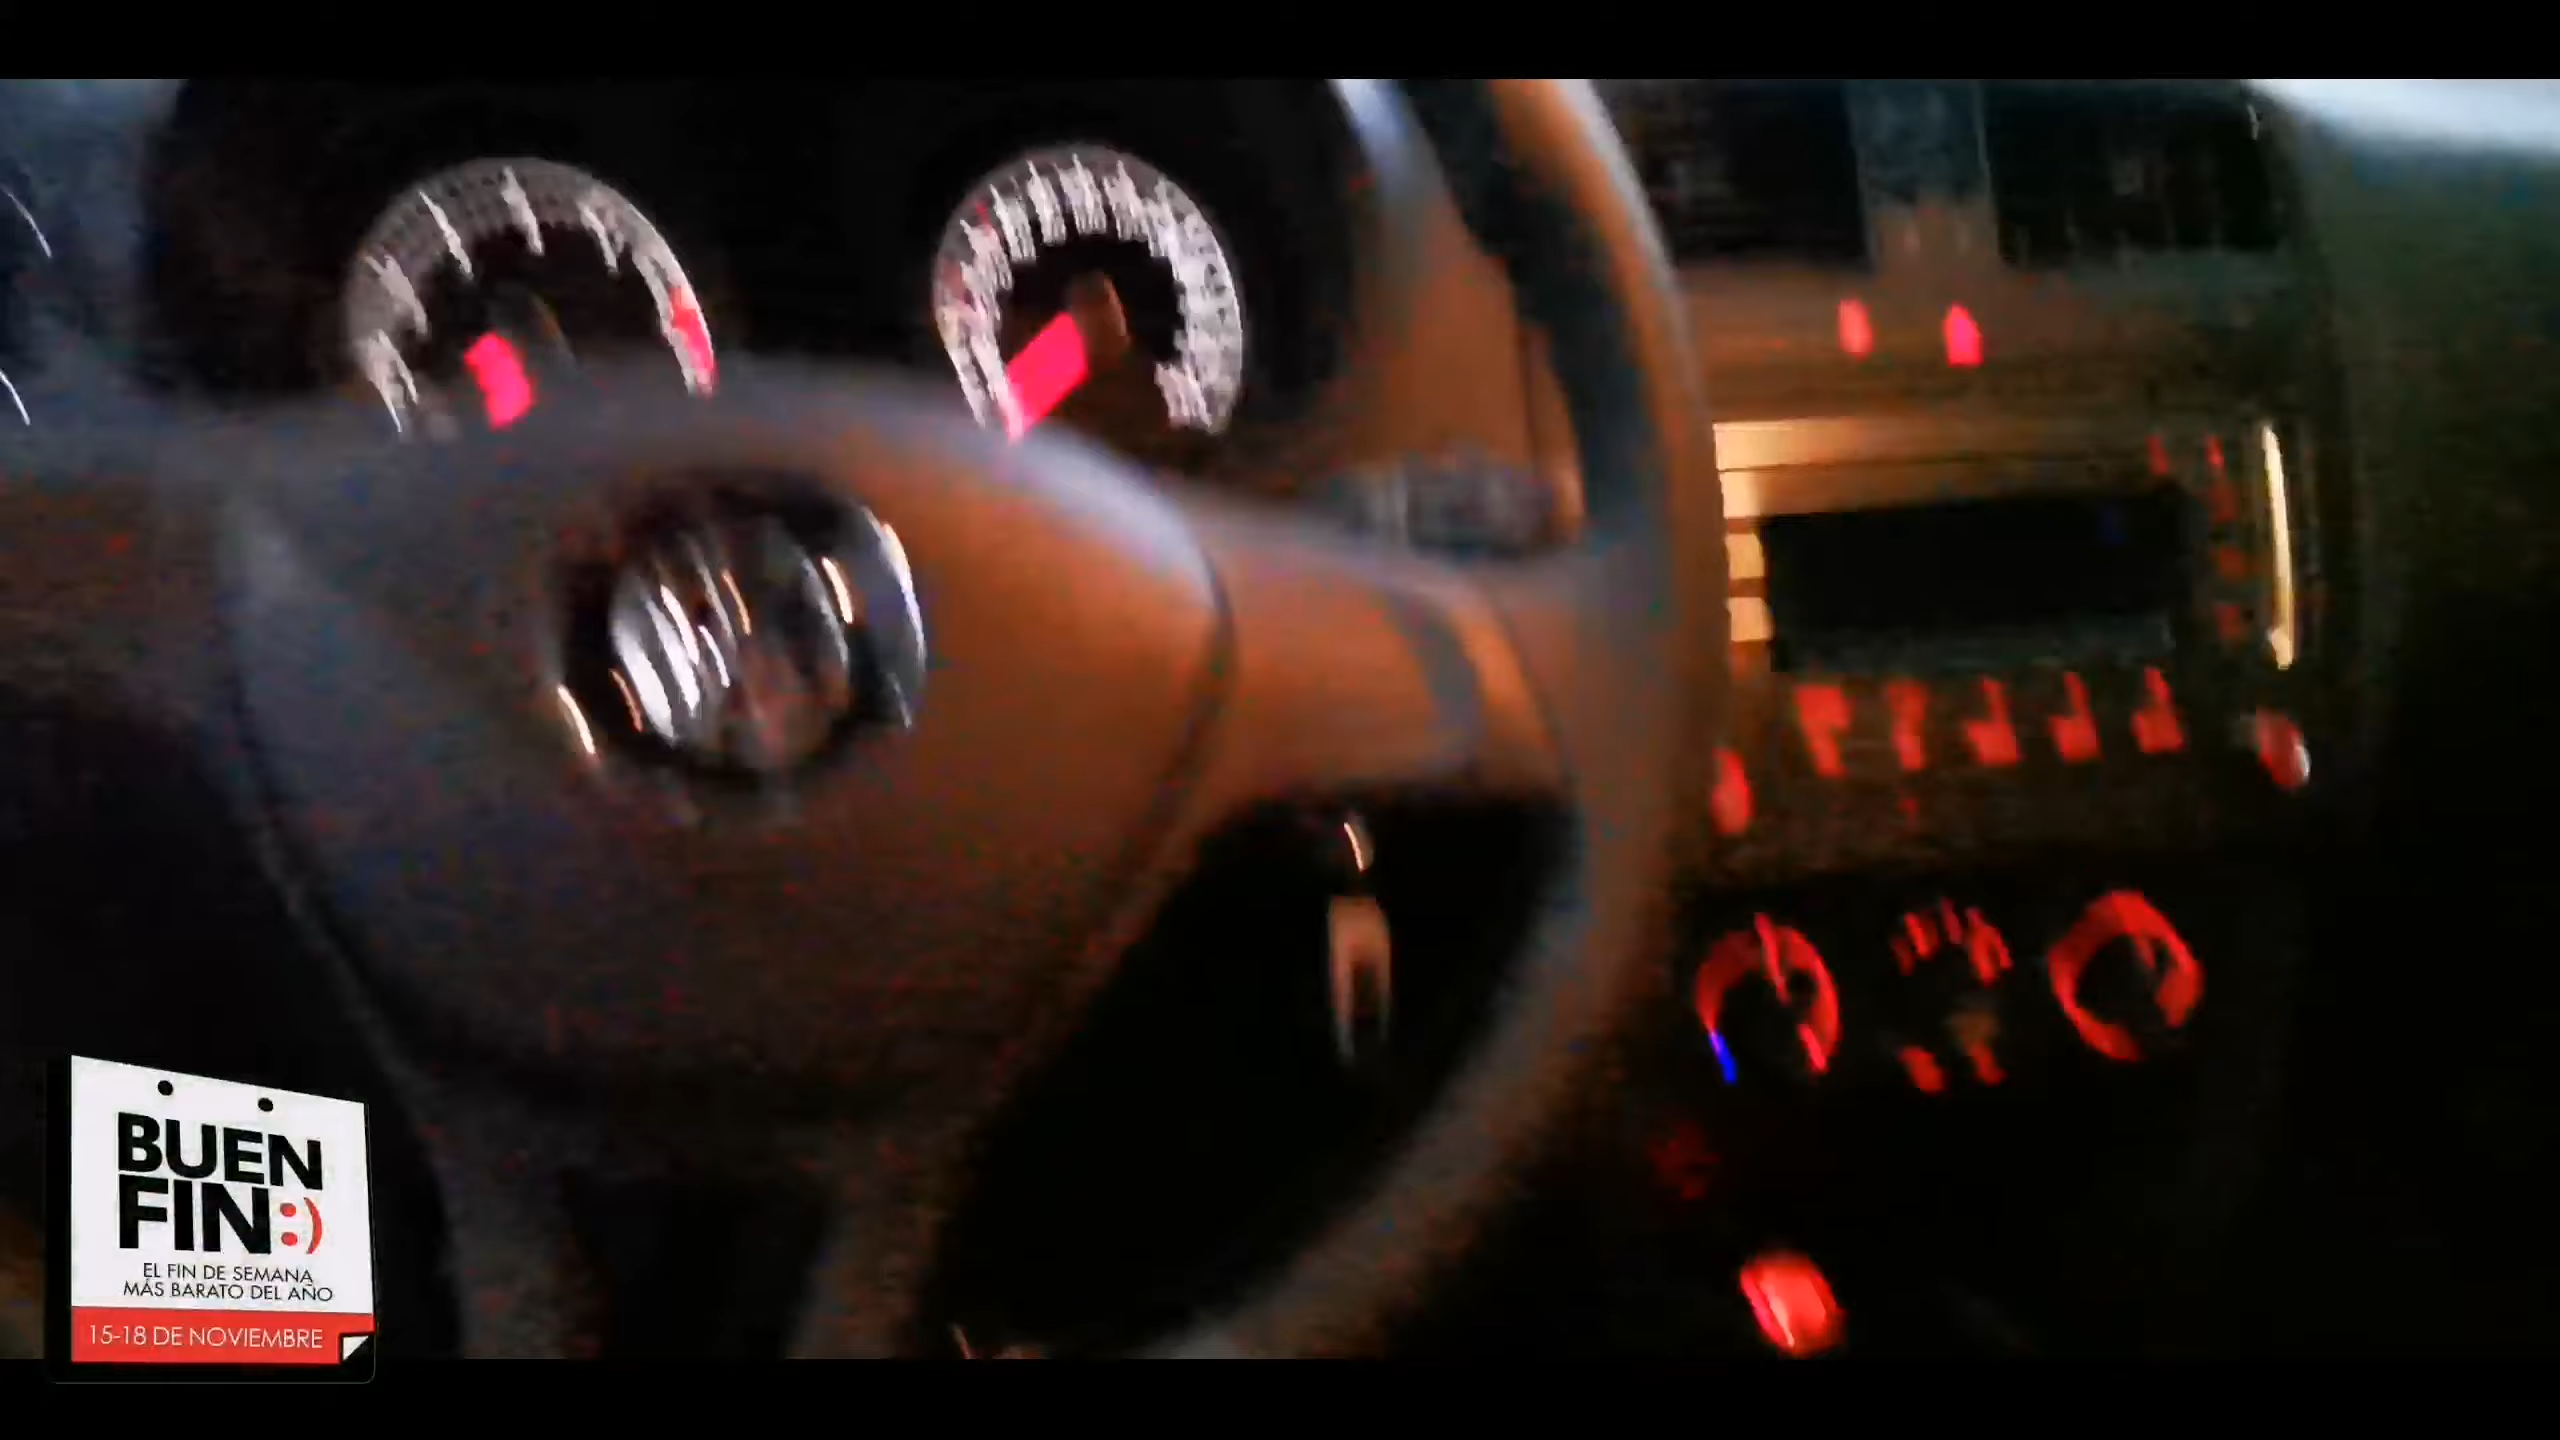 BUEN
FIN:)
EL FIN DE SEMANA
MÁS BARATO DEL AÑO
15-18 DE NOVIEMBRE